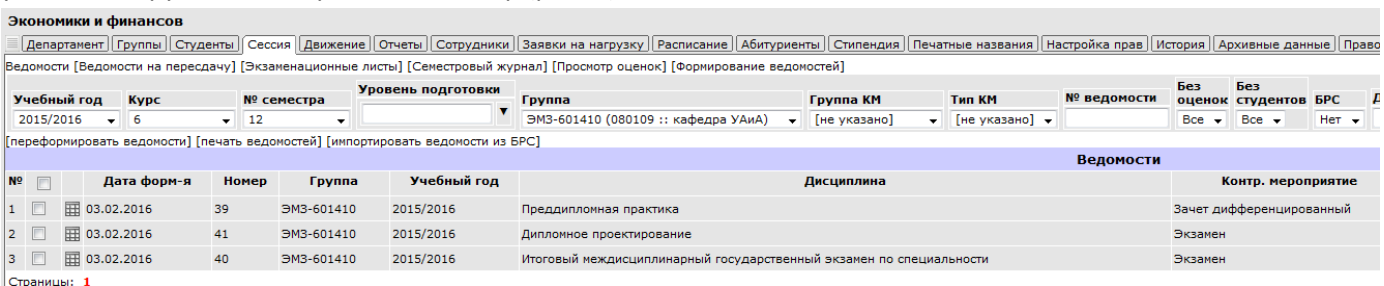 Экономики и финансов
Департамент Группы Студенты Сессия Движение Отчеты Сотрудники Заявки на нагрузку Расписание Абитуриенты Стипендия Печатные названия Настройка прав История Архивные данные
Ведомости [Ведомости на пересдачу] [Экзаменационные листы] [Семестровый журнал] [Просмотр оценок] [Формирование ведомостей]
Учебный год Курс № семестра Уровень подготовки Группа Группа КМ Тип КМ № ведомости Без оценок Без студентов БРС
2015/2016 6 12 ЭМЗ-601410 (080109 :: кафедра УАиА) [не указано] [не указано] Все Все Нет
[переформировать ведомости] [печать ведомостей] [импортировать ведомости из БРС]
Ведомости
№ Дата форм-я Номер Группа Учебный год Дисциплина Контр. мероприятие
1 03.02.2016 39 ЭМЗ-601410 2015/2016 Преддипломная практика Зачет дифференцированный
2 03.02.2016 41 ЭМЗ-601410 2015/2016 Дипломное проектирование Экзамен
3 03.02.2016 40 ЭМЗ-601410 2015/2016 Итоговый междисциплинарный государственный экзамен по специальности Экзамен
Страницы: 1